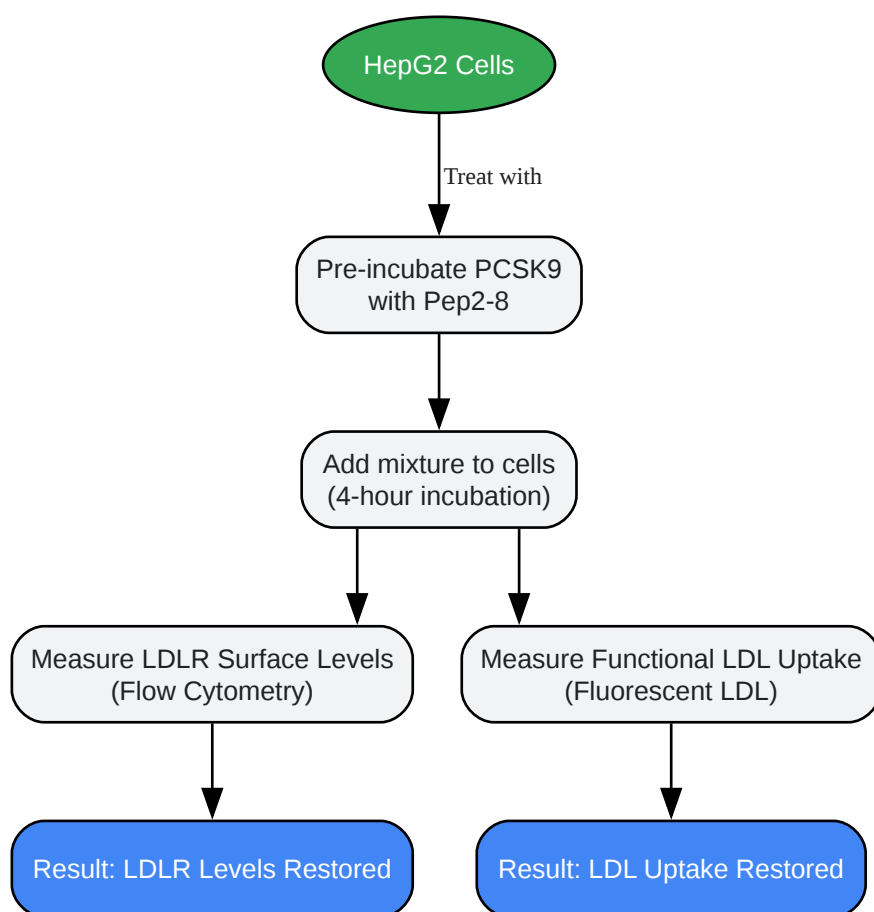 HepG2 Cells
Treat with
Pre-incubate PCSK9
with Pep2-8
Add mixture to cells
(4-hour incubation)
Measure LDLR Surface Levels
(Flow Cytometry)
Measure Functional LDL Uptake
(Fluorescent LDL)
Result: LDLR Levels Restored
Result: LDL Uptake Restored